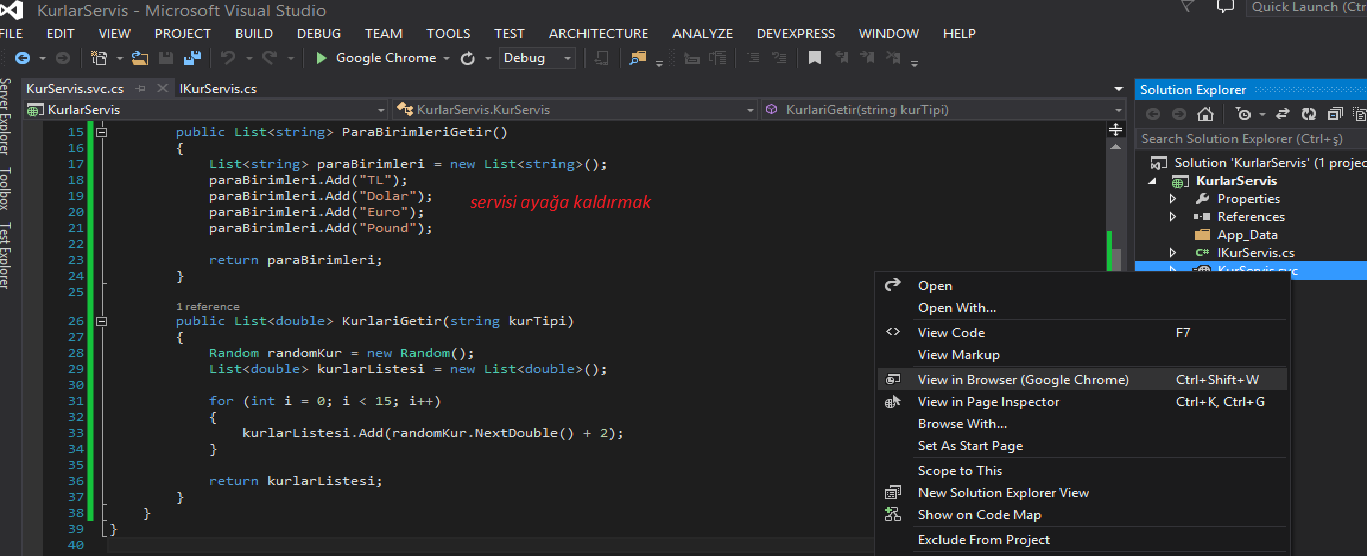 KurlarServis - Microsoft Visual Studio
Quick Launch (Ctr
FILE EDIT VIEW PROJECT BUILD DEBUG TEAM TOOLS TEST ARCHITECTURE ANALYZE DEVEXPRESS WINDOW HELP
Google Chrome Debug
Server Explorer
Toolbox
Test Explorer
KurServis.svc.cs IKurServis.cs
KurlarServis KurlarServis.KurServis KurlariGetir(string kurTipi)
15 public List<string> ParaBirimleriGetir()
16 {
17 List<string> paraBirimleri = new List<string>();
18 paraBirimleri.Add("TL");
19 paraBirimleri.Add("Dolar");
20 paraBirimleri.Add("Euro");
21 paraBirimleri.Add("Pound");
servisi ayağa kaldırmak
22
23 return paraBirimleri;
24 }
25
1 reference
26 public List<double> KurlariGetir(string kurTipi)
27 {
28 Random randomKur = new Random();
29 List<double> kurlarListesi = new List<double>();
30
31 for (int i = 0; i < 15; i++)
32 {
33 kurlarListesi.Add(randomKur.NextDouble() + 2);
34 }
35
36 return kurlarListesi;
37 }
38 }
39 }
40
Solution Explorer
Search Solution Explorer (Ctrl+ş)
Solution 'KurlarServis' (1 projec
KurlarServis
Properties
References
App_Data
C# IKurServis.cs
KurServis.svc
Open
Open With...
View Code F7
View Markup
View in Browser (Google Chrome) Ctrl+Shift+W
View in Page Inspector Ctrl+K, Ctrl+G
Browse With...
Set As Start Page
Scope to This
New Solution Explorer View
Show on Code Map
Exclude From Project